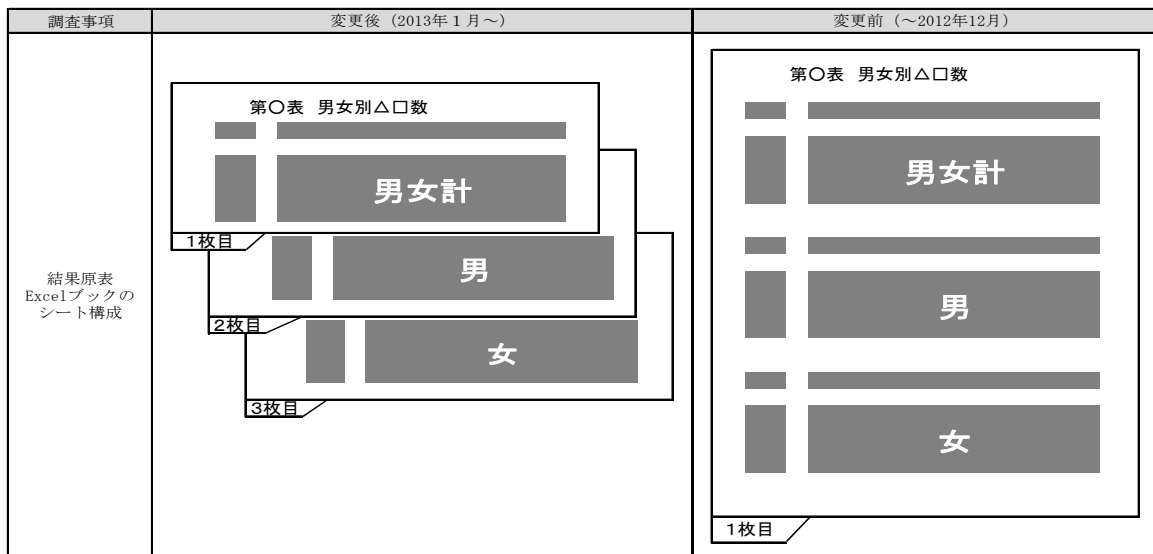 調査事項
変更後（2013年１月～）
変更前（～2012年12月）
結果原表
Excelブックの
シート構成
第〇表 男女別△□数
男女計
1枚目
男
2枚目
女
3枚目
第〇表 男女別△□数
男女計
男
女
1枚目